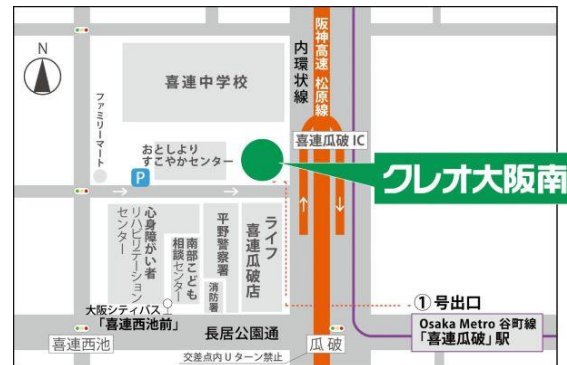 N
阪神高速 松原線
内環状線
喜連中学校
ファミリーマート
おとしより
すこやかセンター
喜連瓜破IC
P
クレオ大阪南
心身障がい者
リハビリテーション
センター
南部こども
相談センター
平野警察署
消防署
ライフ
喜連瓜破店
大阪シティバス
「喜連西池前」
①号出口
Osaka Metro 谷町線
「喜連瓜破」駅
長居公園通
喜連西池
瓜破
交差点内Uターン禁止